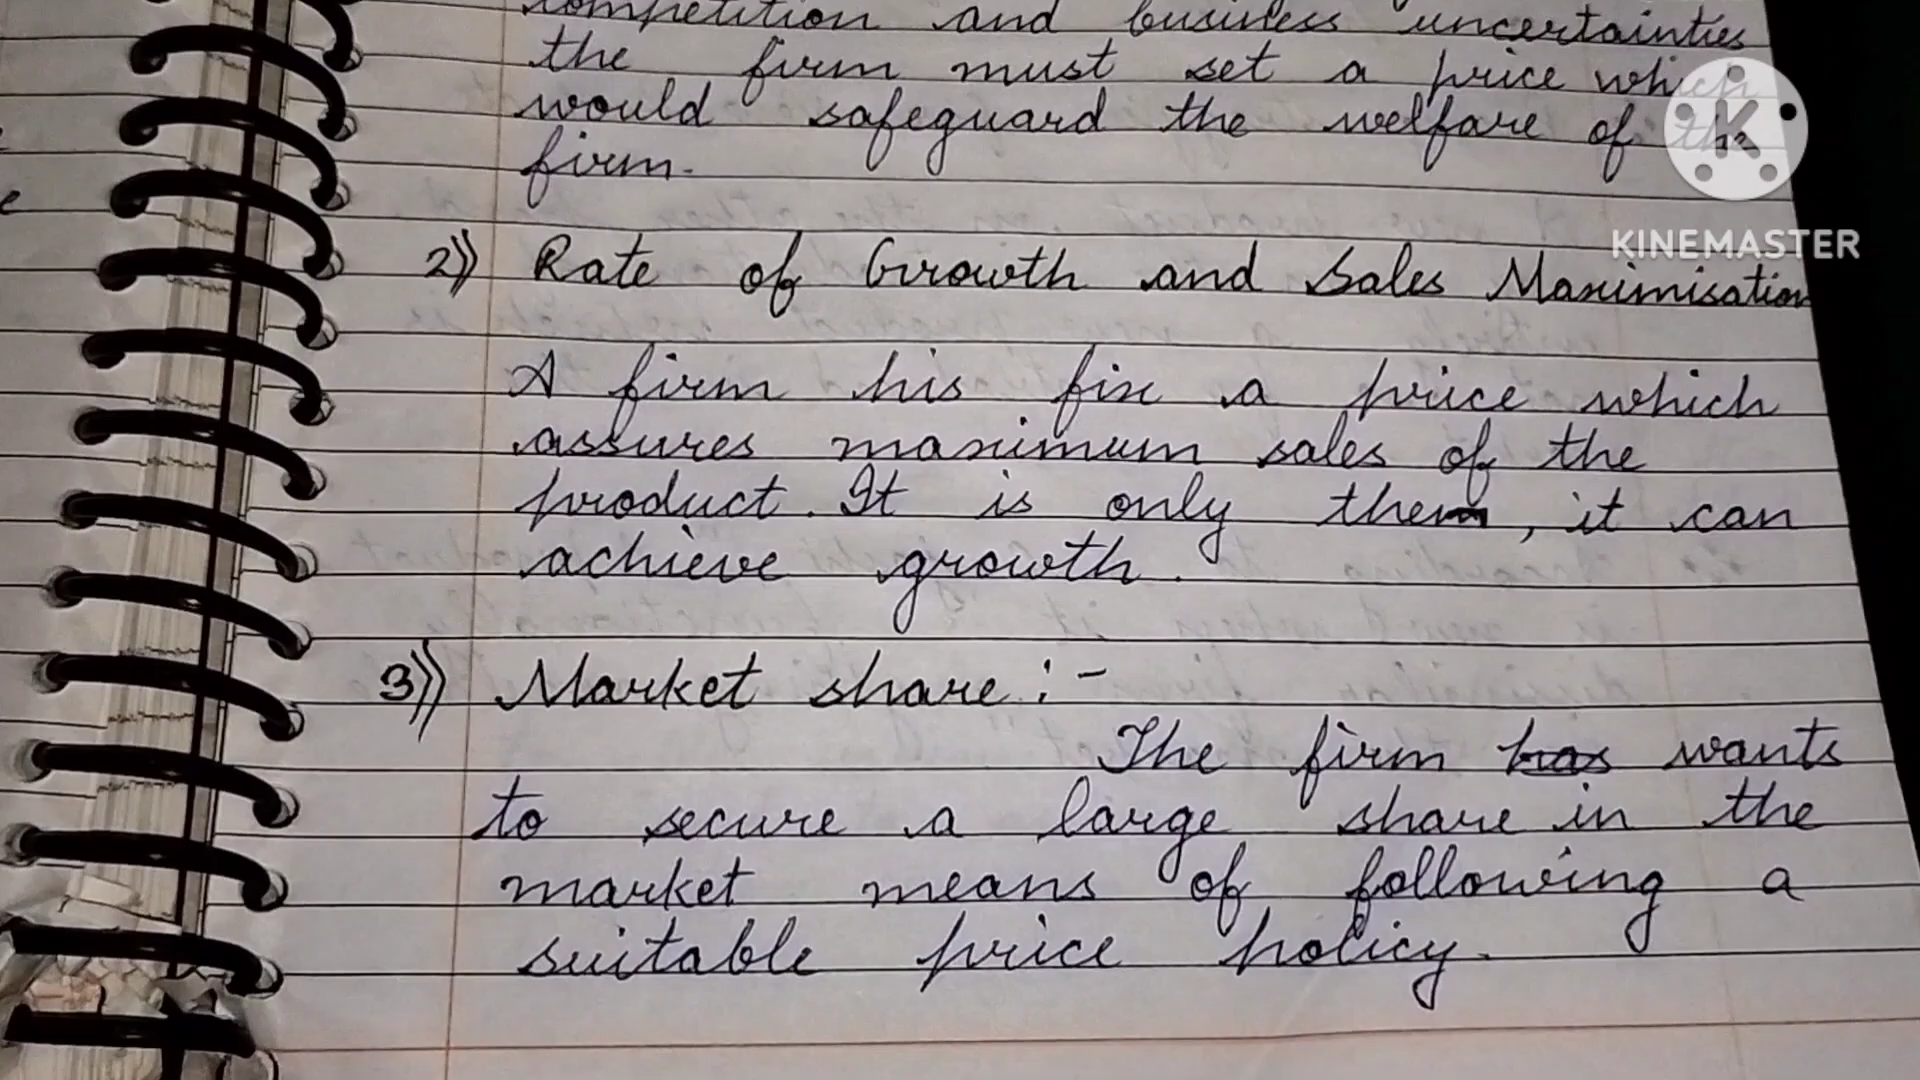 competition and business uncertainties
the firm must set a price which
would safeguard the welfare of the
firm.
KINEMASTER
2) Rate of Growth and Sales Maximisation
A firm his fix a price which
assures maximum sales of the
product. It is only then, it can
achieve growth.
3) Market share :-
The firm has wants
to secure a large share in the
market means of following a
suitable price policy.